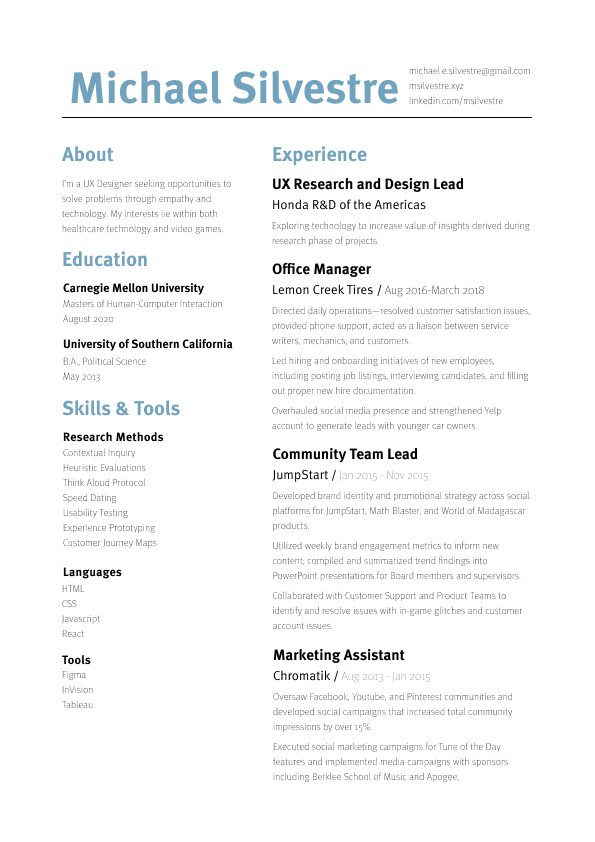 Michael Silvestre
michael.e.silvestre@gmail.com
msilvestre.xyz
linkedin.com/msilvestre
About
I'm a UX Designer seeking opportunities to
solve problems through empathy and
technology. My interests lie within both
healthcare technology and video games.
Education
Carnegie Mellon University
Masters of Human-Computer Interaction
August 2020
University of Southern California
B.A., Political Science
May 2013
Skills & Tools
Research Methods
Contextual Inquiry
Heuristic Evaluations
Think Aloud Protocol
Speed Dating
Usability Testing
Experience Prototyping
Customer Journey Maps
Languages
HTML
CSS
Javascript
React
Tools
Figma
InVision
Tableau
Experience
UX Research and Design Lead
Honda R&D of the Americas
Exploring technology to increase value of insights derived during
research phase of projects.
Office Manager
Lemon Creek Tires / Aug 2016-March 2018
Directed daily operations—resolved customer satisfaction issues,
provided phone support, acted as a liaison between service
writers, mechanics, and customers.
Led hiring and onboarding initiatives of new employees,
including posting job listings, interviewing candidates, and filling
out proper new hire documentation.
Overhauled social media presence and strengthened Yelp
account to generate leads with younger car owners.
Community Team Lead
JumpStart / Jan 2015 - Nov 2015
Developed brand identity and promotional strategy across social
platforms for JumpStart, Math Blaster, and World of Madagascar
products.
Utilized weekly brand engagement metrics to inform new
content; compiled and summarized trend findings into
PowerPoint presentations for Board members and supervisors.
Collaborated with Customer Support and Product Teams to
identify and resolve issues with in-game glitches and customer
account issues.
Marketing Assistant
Chromatik / Aug 2013 - Jan 2015
Oversaw Facebook, Youtube, and Pinterest communities and
developed social campaigns that increased total community
impressions by over 15%.
Executed social marketing campaigns for Tune of the Day
features and implemented media campaigns with sponsors
including Berklee School of Music and Apogee.